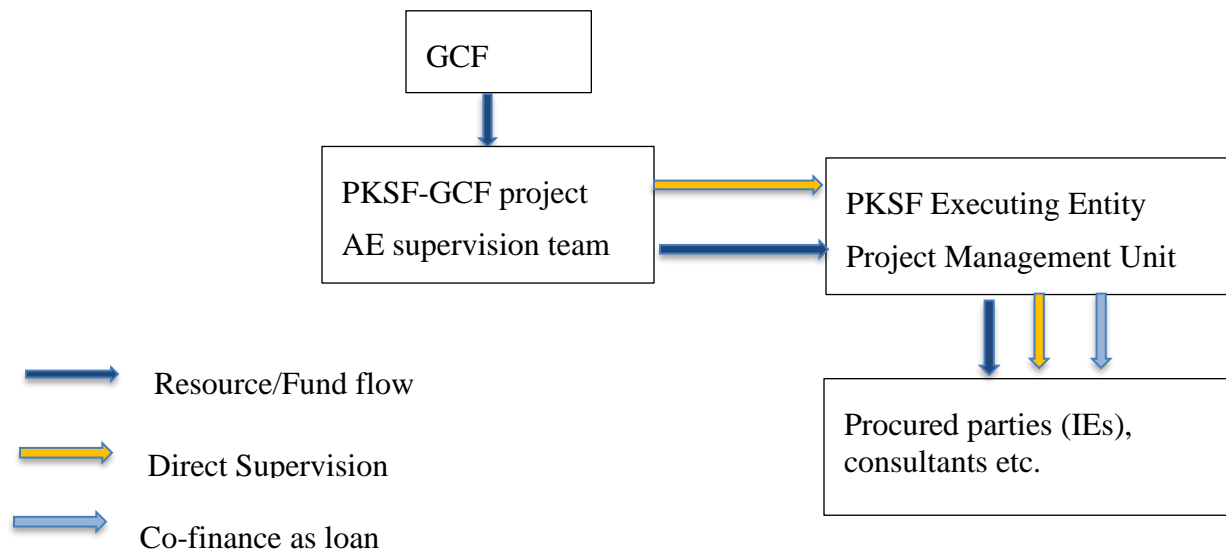 GCF
PKSF-GCF project
AE supervision team
PKSF Executing Entity
Project Management Unit
Resource/Fund flow
Direct Supervision
Co-finance as loan
Procured parties (IEs),
consultants etc.